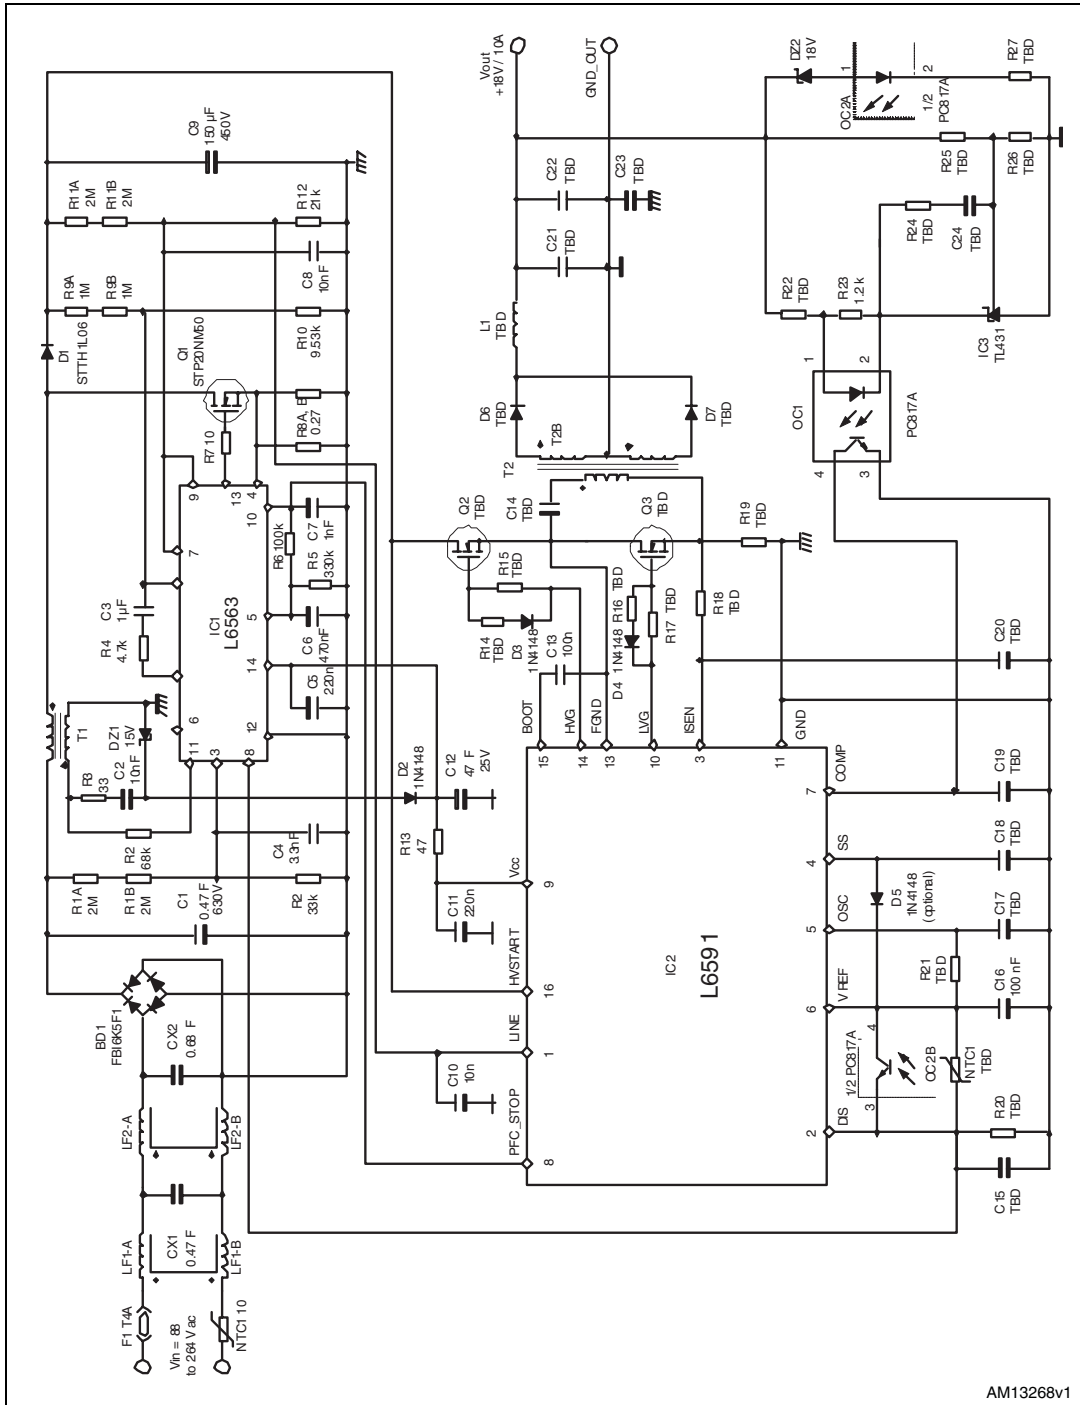 F1 T4A
Vin = 88
to 264 Vac
NTC1 10
LF1-A
CX1
0.47 F
LF1-B
LF2-A
LF2-B
CX2
0.68 F
BD1
FBI6K5F1
C1
0.47 F
630V
R1A
2M
R1B
2M
R2
33k
R2
68k
C4
3.3nF
R3
33
C2
10nF
DZ1
15V
T1
R4
4.7k
C3
1µF
IC1
L6563
11
3
8
6
12
14
5
7
10
9
13
4
C5
220n
C6
470nF
R5
330k
R6 100k
C7
1nF
R7 10
Q1
STP20NM50
R8A, B
0.27
D1
STTH1L06
R9A
1M
R9B
1M
R10
9.53k
C8
10nF
R11A
2M
R11B
2M
R12
21k
C9
150 µF
450V
D2
1N4148
C12
47 F
25V
R13
47
C11
220n
C10
10n
PFC_STOP
8
LINE
1
HVSTART
16
Vcc
9
IC2
L6591
BOOT
15
HVG
14
FGND
13
LVG
10
ISEN
3
GND
11
DIS
2
VREF
6
OSC
5
SS
4
COMP
7
R14
TBD
D3
1N4148
C13
100n
R15
TBD
Q2
TBD
C14
TBD
D4
1N4148
R16 TBD
R17 TBD
Q3
TBD
R18
TBD
R19
TBD
T2
T2B
D6
TBD
D7
TBD
L1
TBD
C21
TBD
C22
TBD
C23
TBD
Vout
+18V / 10A
GND_OUT
DZ2
18V
OC2A
1
2
1/2
PC817A
R27
TBD
R25
TBD
R26
TBD
R24
TBD
C24
TBD
R22
TBD
R23
1.2k
IC3
TL431
OC1
PC817A
1
2
4
3
C15
TBD
R20
TBD
NTC1
TBD
OC2B
1/2 PC817A
3
4
C16
100 nF
R21
TBD
C17
TBD
D5
1N4148
(optional)
C18
TBD
C19
TBD
C20
TBD
AM13268v1